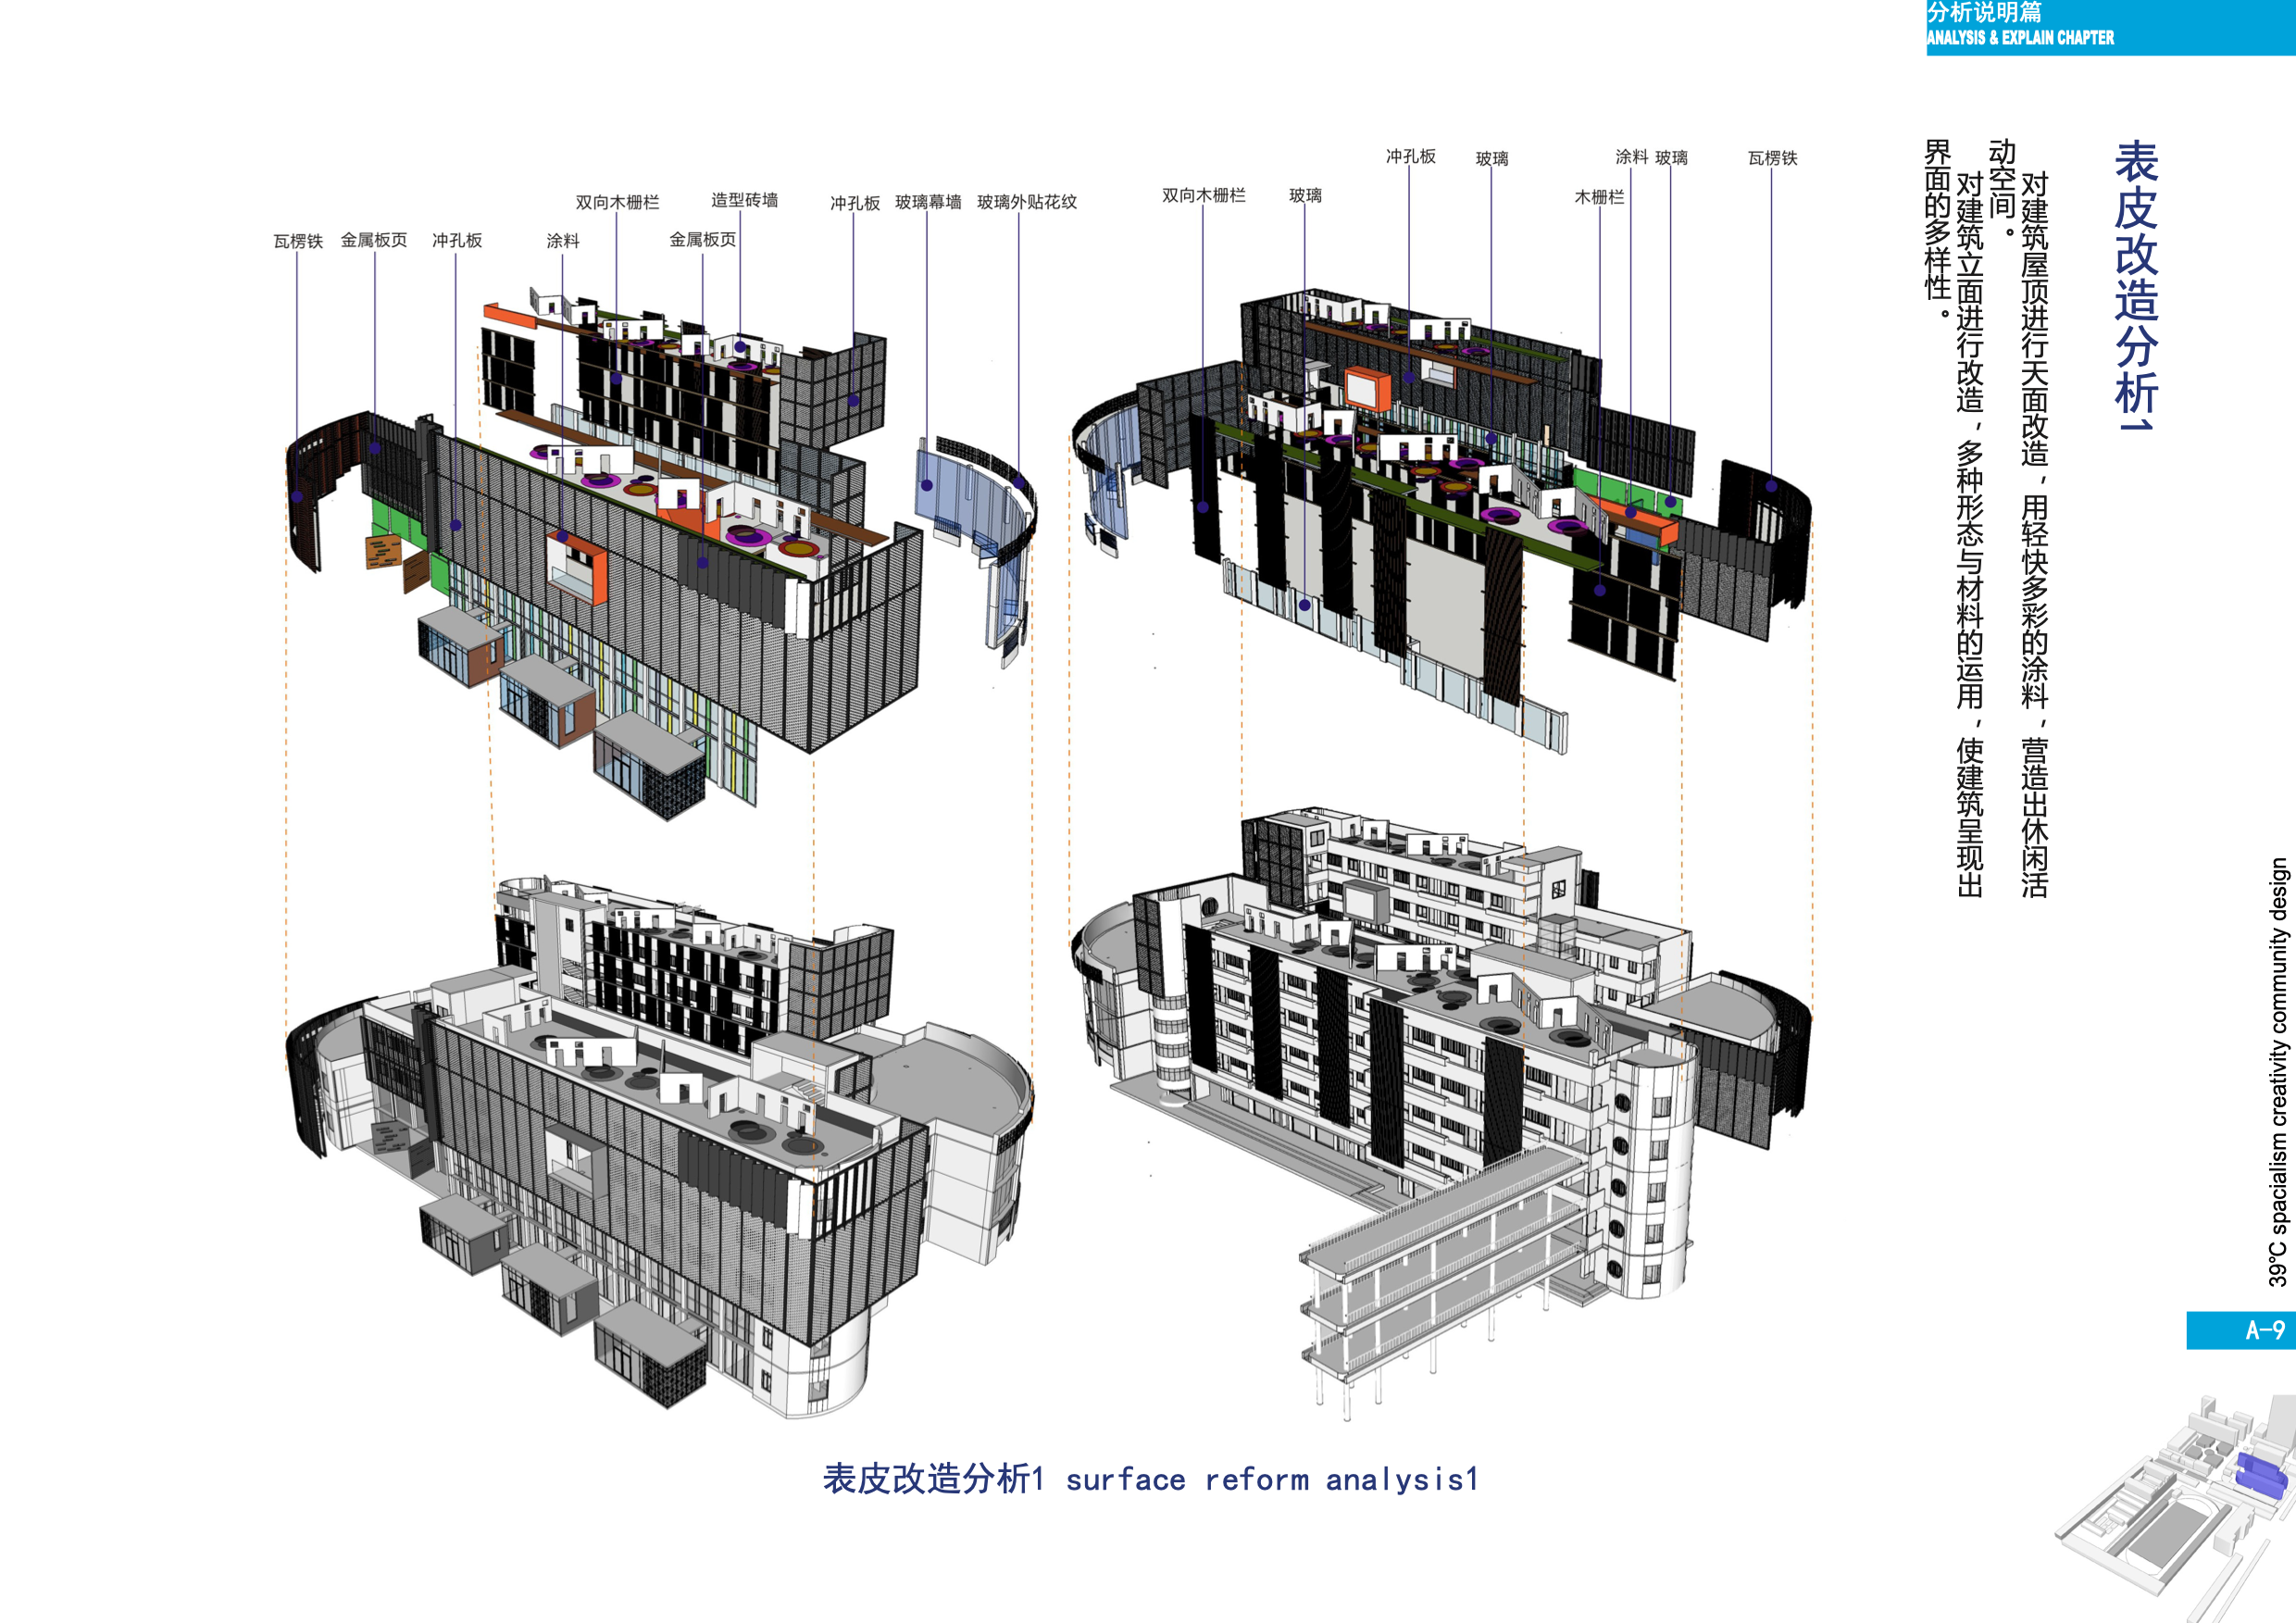 分析说明篇
ANALYSIS & EXPLAIN CHAPTER
表皮改造分析1
对建筑屋顶进行天面改造,用轻快多彩的涂料,营造出休闲活
动空间。
对建筑立面进行改造,多种形态与材料的运用,使建筑呈现出
界面的多样性。
双向木栅栏
造型砖墙
冲孔板
玻璃幕墙
玻璃外贴花纹
瓦楞铁
金属板页
冲孔板
涂料
金属板页
冲孔板
玻璃
涂料
玻璃
瓦楞铁
双向木栅栏
玻璃
木栅栏
表皮改造分析1 surface reform analysis1
39℃ spacialism creativity community design
A-9